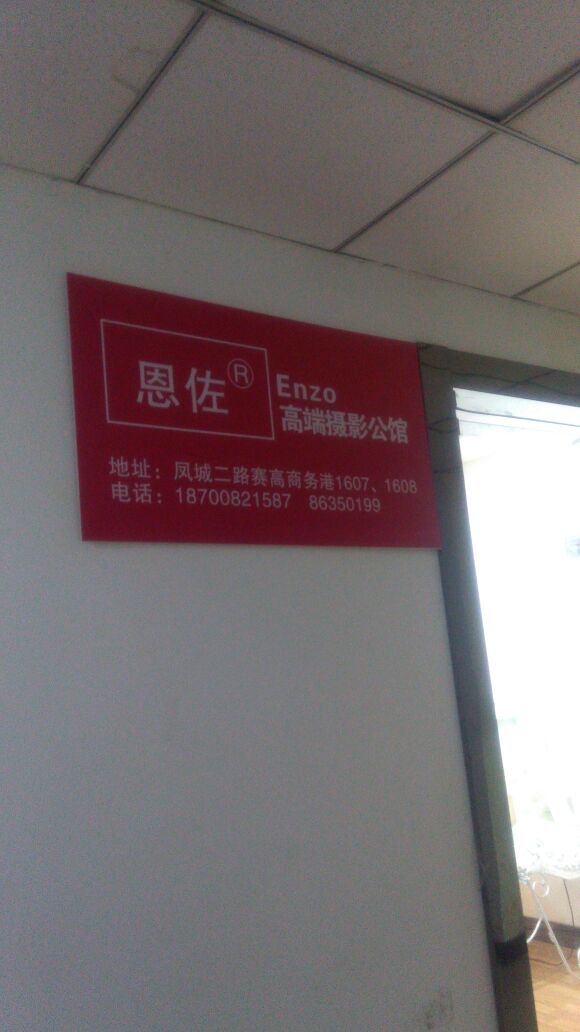 恩佐®
Enzo
高端摄影公馆
地址：凤城二路赛高商务港1607、1608
电话：18700821587 86350199